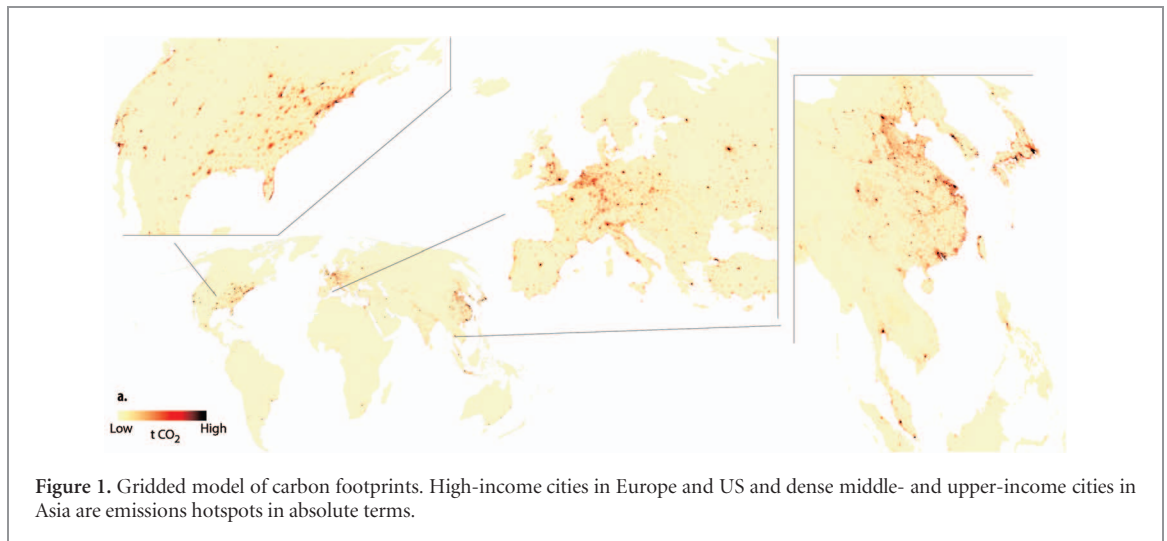 a.
Low t CO2 High
Figure 1. Gridded model of carbon footprints. High-income cities in Europe and US and dense middle- and upper-income cities in
Asia are emissions hotspots in absolute terms.